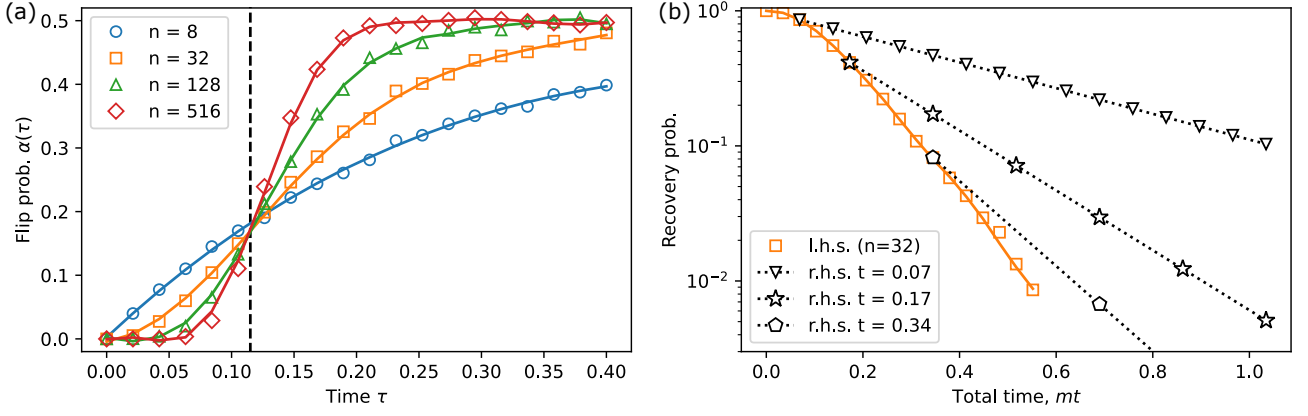 (a)
Flip prob. α(τ)
0.5
0.4
0.3
0.2
0.1
0.0
n = 8
n = 32
n = 128
n = 516
0.00 0.05 0.10 0.15 0.20 0.25 0.30 0.35 0.40
Time τ
(b)
Recovery prob.
10⁰
10⁻¹
10⁻²
l.h.s. (n=32)
r.h.s. t = 0.07
r.h.s. t = 0.17
r.h.s. t = 0.34
0.0 0.2 0.4 0.6 0.8 1.0
Total time, mt